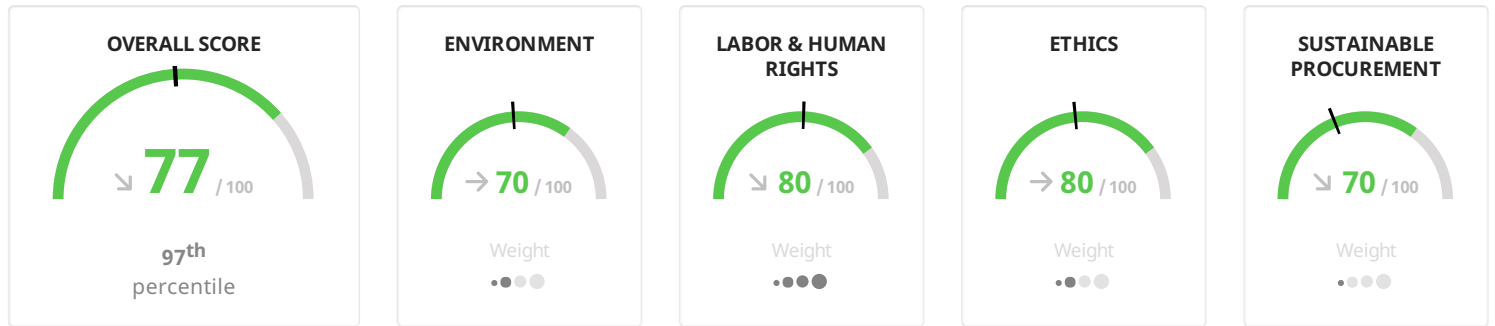 OVERALL SCORE
77 / 100
97th
percentile
ENVIRONMENT
70 / 100
Weight
LABOR & HUMAN
RIGHTS
80 / 100
Weight
ETHICS
80 / 100
Weight
SUSTAINABLE
PROCUREMENT
70 / 100
Weight